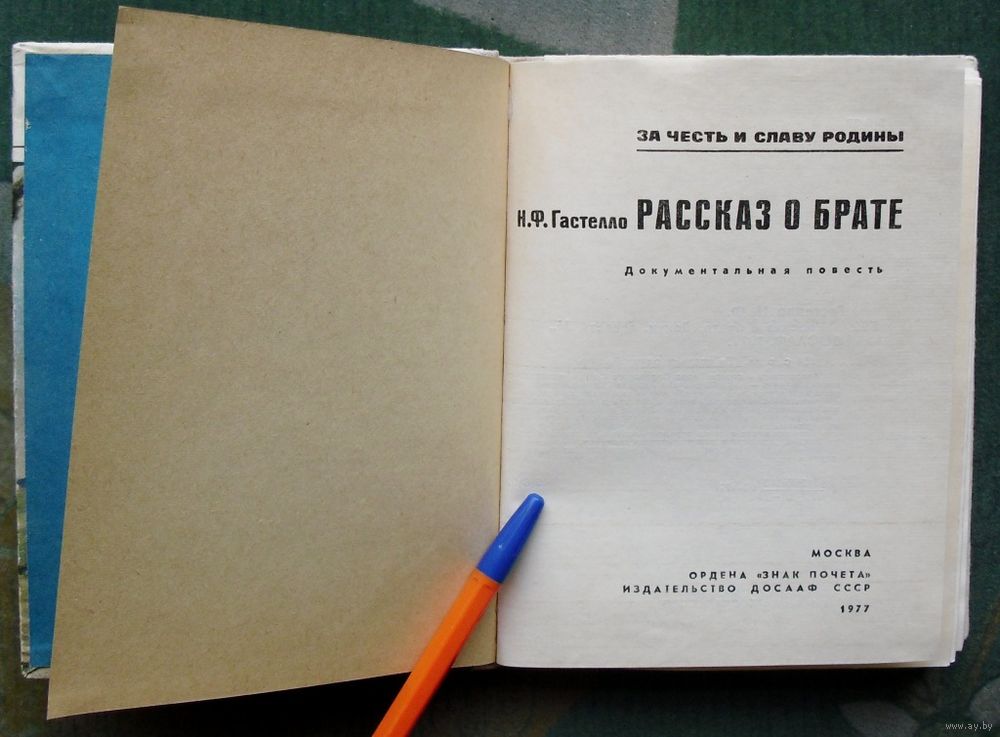 ЗА ЧЕСТЬ И СЛАВУ РОДИНЫ
Н.Ф. Гастелло РАССКАЗ О БРАТЕ
Документальная повесть
МОСКВА
ОРДЕНА «ЗНАК ПОЧЕТА»
ИЗДАТЕЛЬСТВО ДОСААФ СССР
1977
www.ay.by